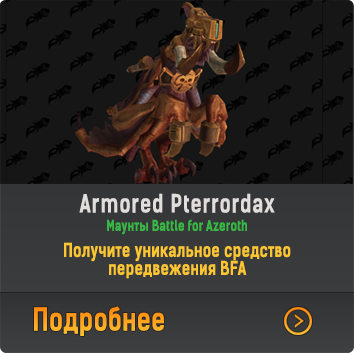 Armored Pterrordax
Маунты Battle for Azeroth
Получите уникальное средство
передвежения BFA
Подробнее